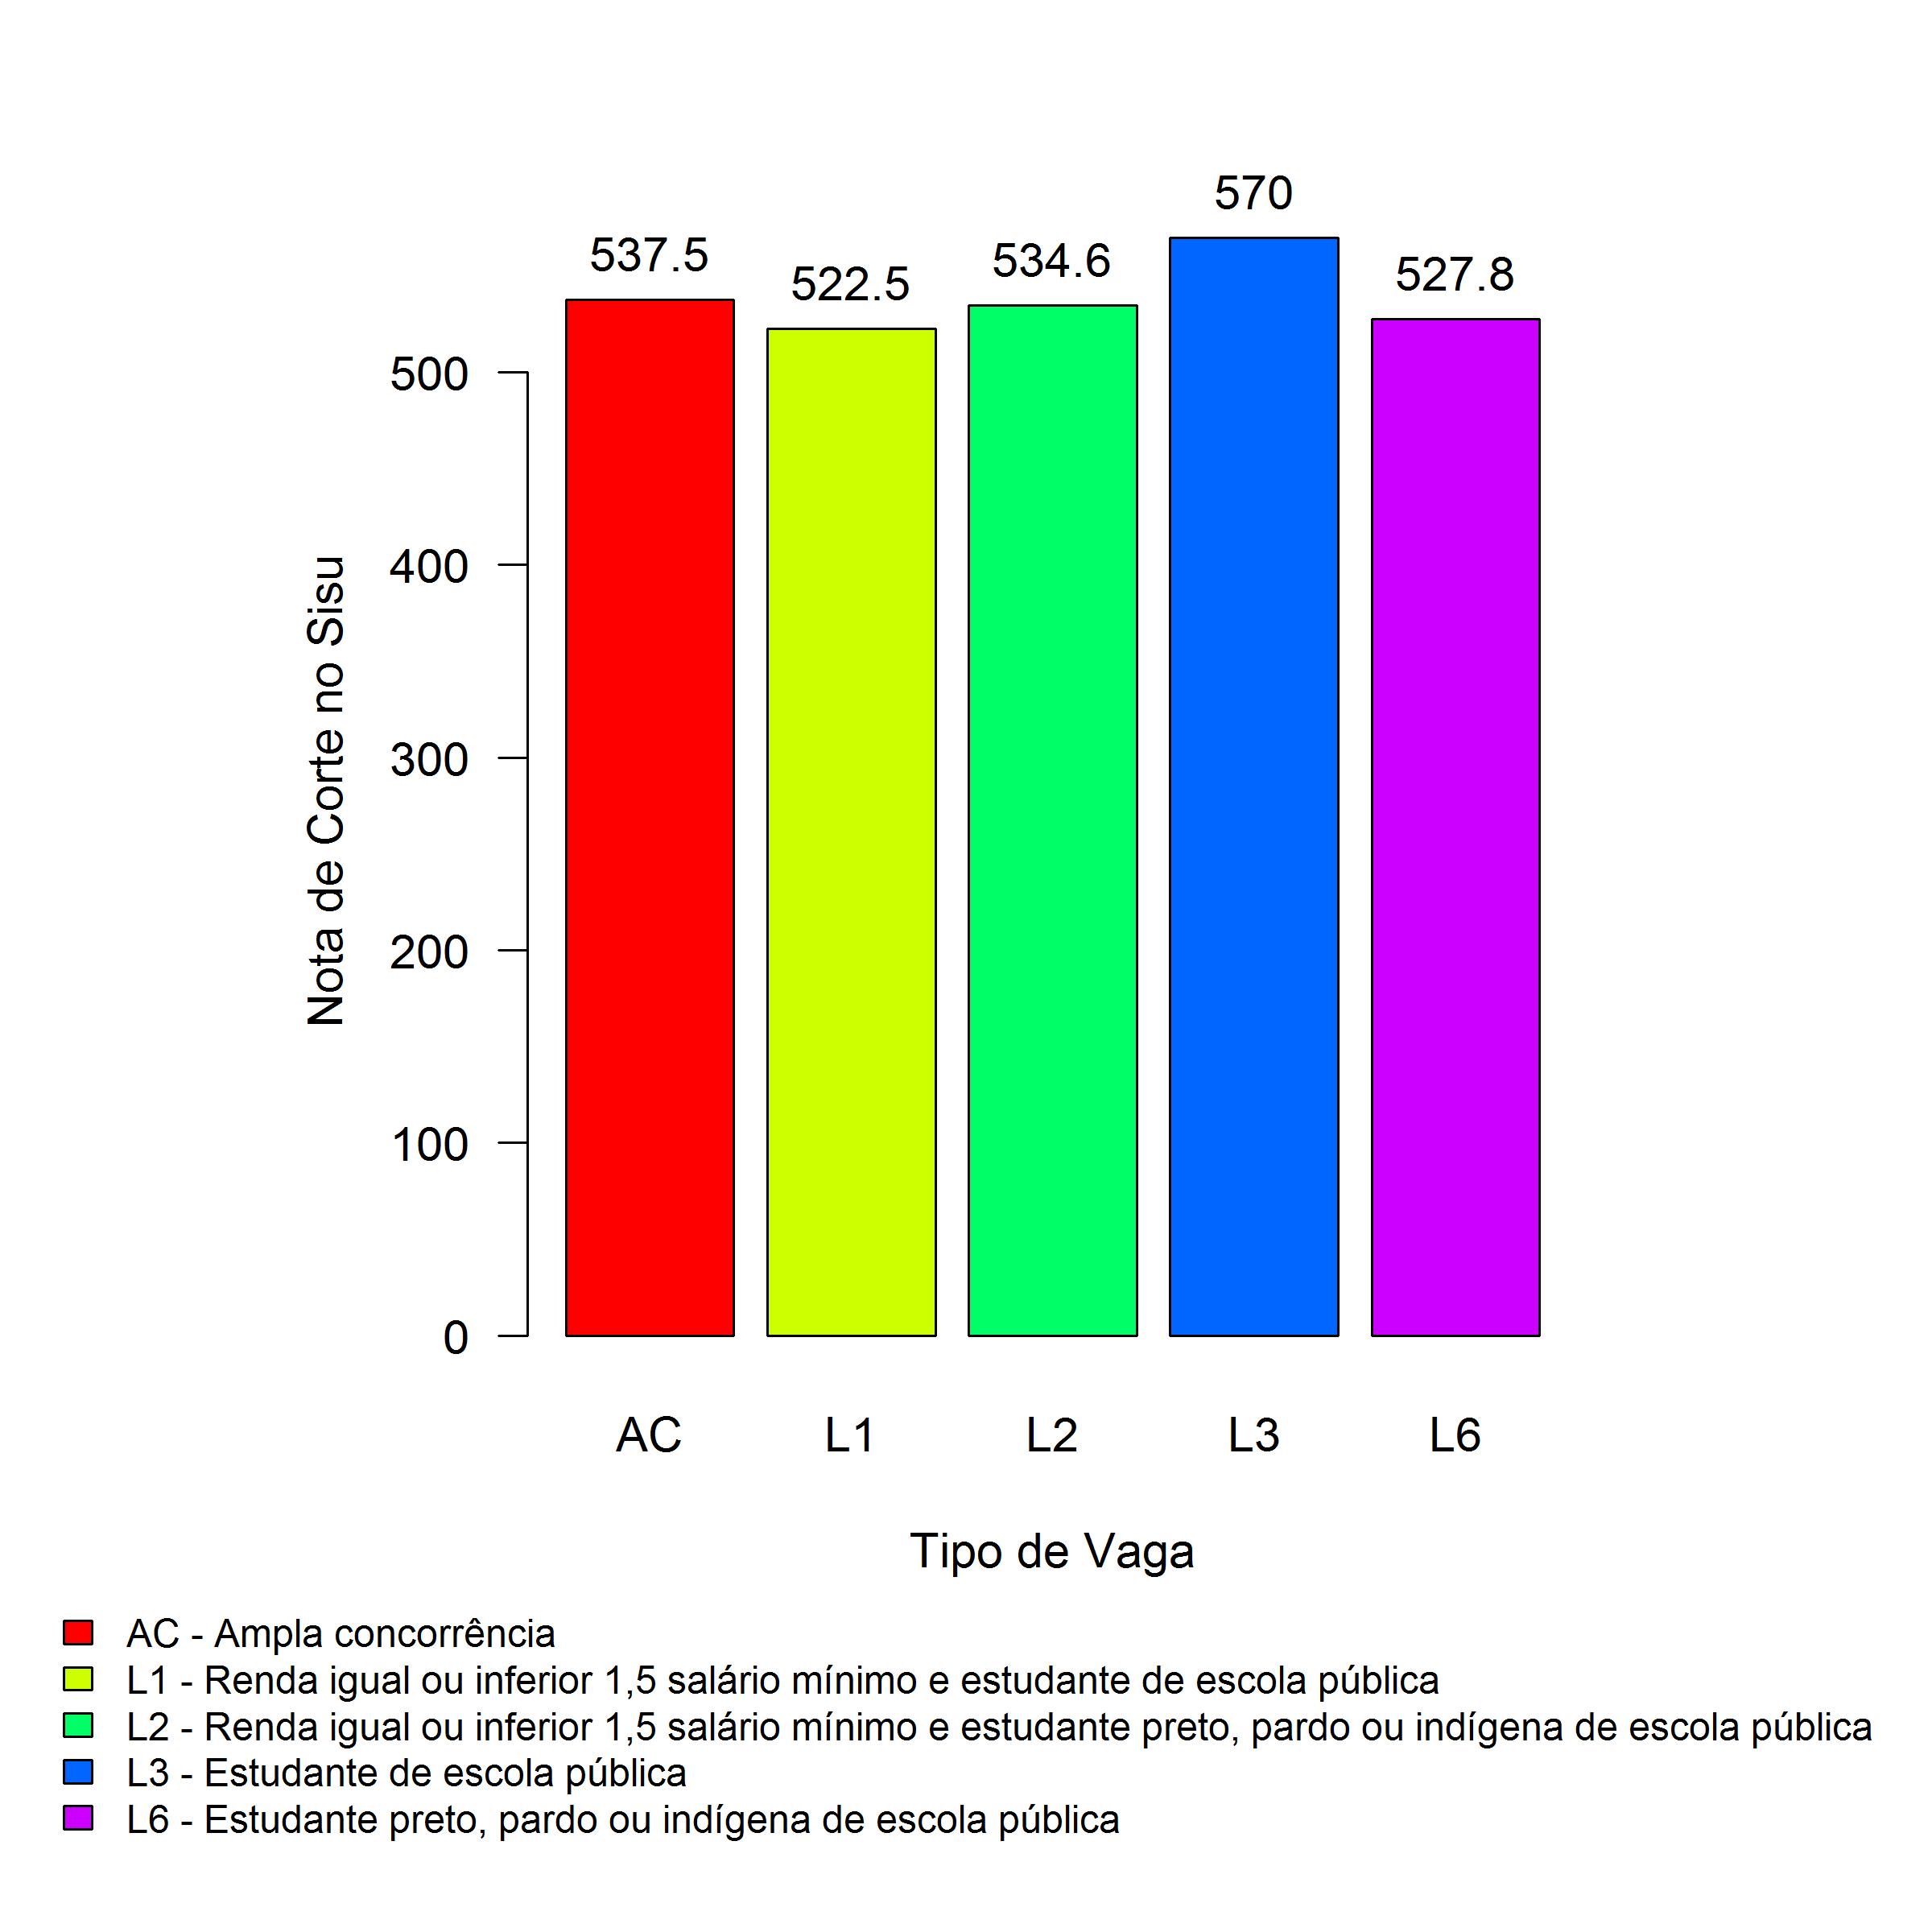 570
537.5
522.5
534.6
527.8
500
400
300
200
100
0
Nota de Corte no Sisu
AC L1 L2 L3 L6
Tipo de Vaga
AC - Ampla concorrência
L1 - Renda igual ou inferior 1,5 salário mínimo e estudante de escola pública
L2 - Renda igual ou inferior 1,5 salário mínimo e estudante preto, pardo ou indígena de escola pública
L3 - Estudante de escola pública
L6 - Estudante preto, pardo ou indígena de escola pública